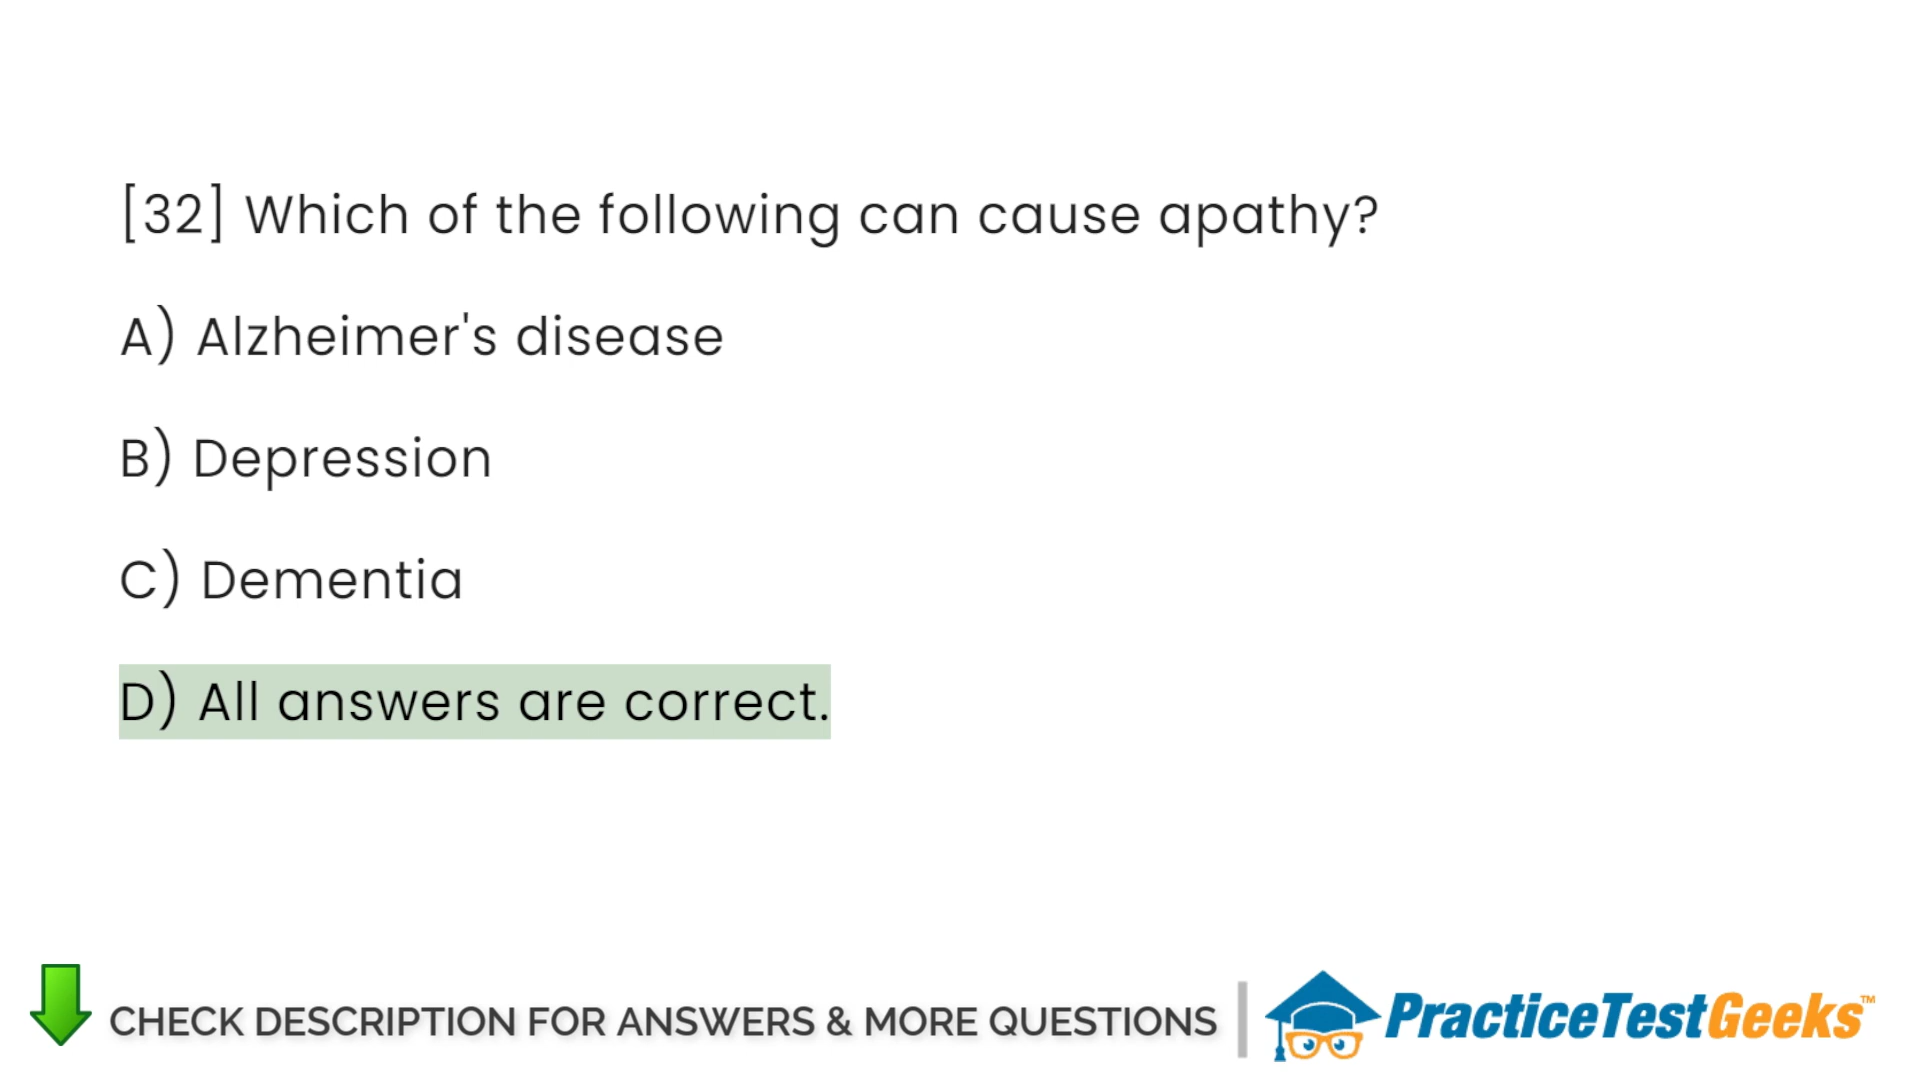 [32] Which of the following can cause apathy?
A) Alzheimer's disease
B) Depression
C) Dementia
D) All answers are correct.
CHECK DESCRIPTION FOR ANSWERS & MORE QUESTIONS
PracticeTestGeeks™